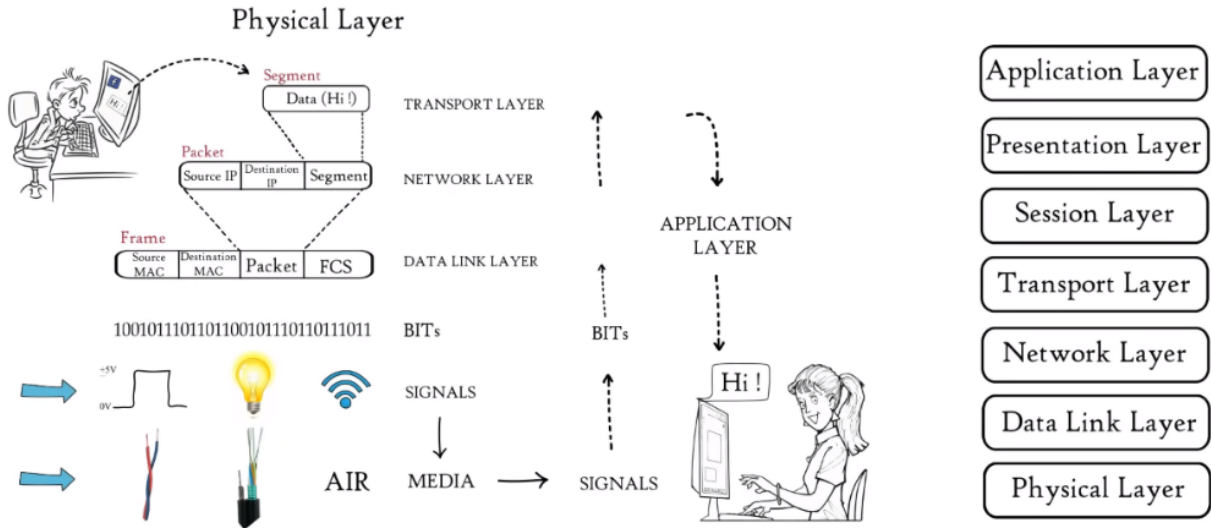 Physical Layer
Segment
Data (Hi !)
TRANSPORT LAYER
Packet
Source IP
Destination
IP
Segment
NETWORK LAYER
Frame
Source
MAC
Destination
MAC
Packet
FCS
DATA LINK LAYER
1001011101101100101110110111011
BITs
+5V
0V
SIGNALS
AIR
MEDIA
SIGNALS
BITs
APPLICATION
LAYER
Hi !
Hi !
Application Layer
Presentation Layer
Session Layer
Transport Layer
Network Layer
Data Link Layer
Physical Layer